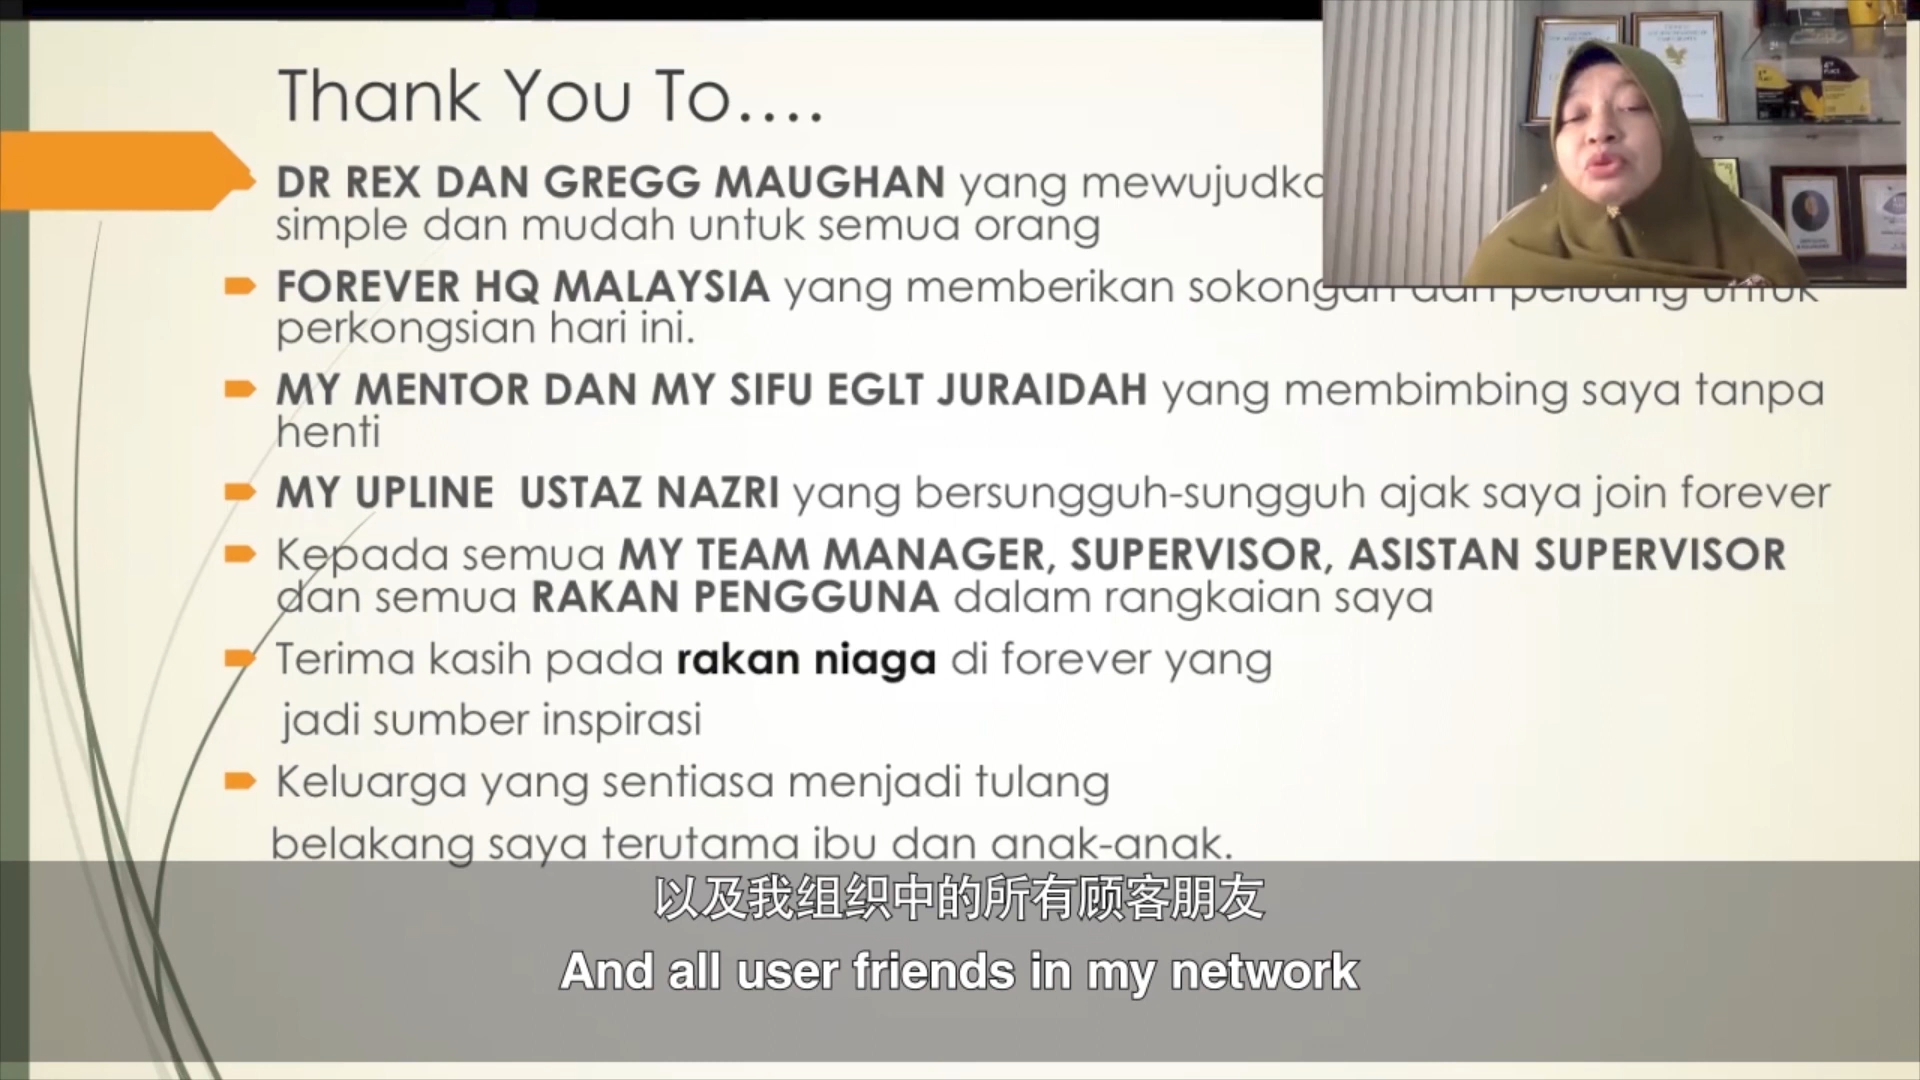 Thank You To....
DR REX DAN GREGG MAUGHAN yang
simple dan mudah untuk semua orang
FOREVER HQ MALAYSIA yang memberikan sokongan dan peluang untuk
perkongsian hari ini.
MY MENTOR DAN MY SIFU EGLT JURAIDAH yang membimbing saya tanpa
henti
MY UPLINE USTAZ NAZRI yang bersungguh-sungguh ajak saya join forever
Kepada semua MY TEAM MANAGER, SUPERVISOR, ASISTAN SUPERVISOR
dan semua RAKAN PENGGUNA dalam rangkaian saya
Terima kasih pada rakan niaga di forever yang
jadi sumber inspirasi
Keluarga yang sentiasa menjadi tulang
belakang saya terutama ibu dan anak-anak.
以及我组织中的所有顾客朋友
And all user friends in my network